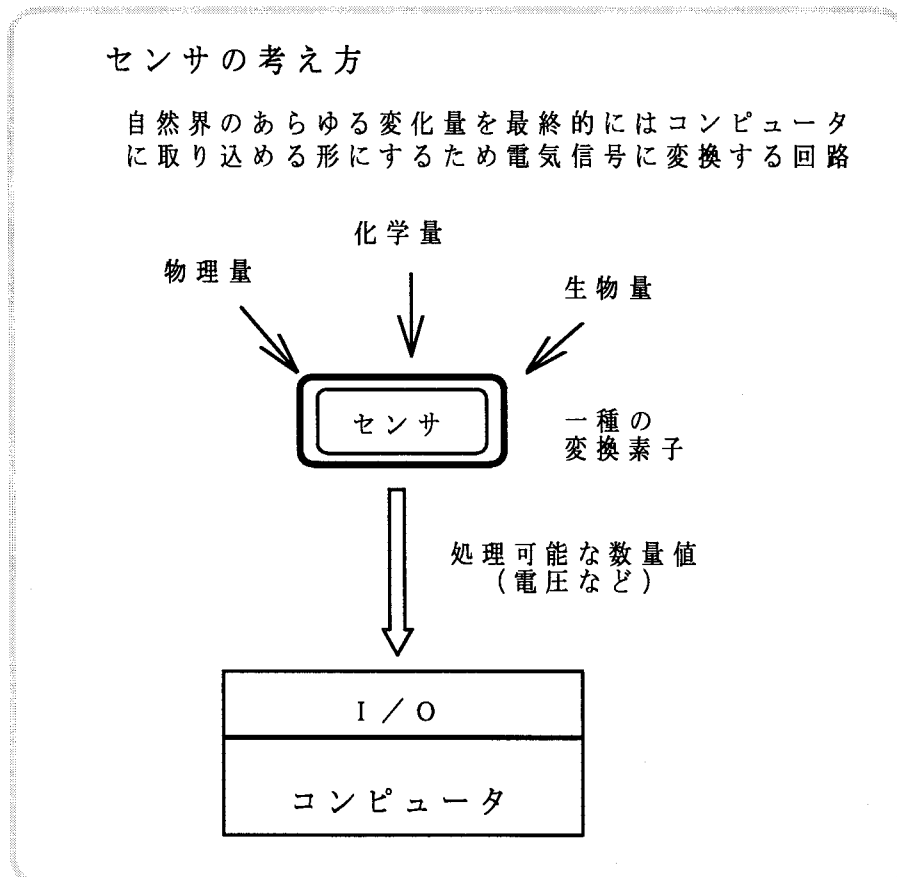 センサの考え方
自然界のあらゆる変化量を最終的にはコンピュータ
に取り込める形にするため電気信号に変換する回路
化学量
物理量
生物量
センサ
一種の
変換素子
処理可能な数量値
(電圧など)
I/O
コンピュータ